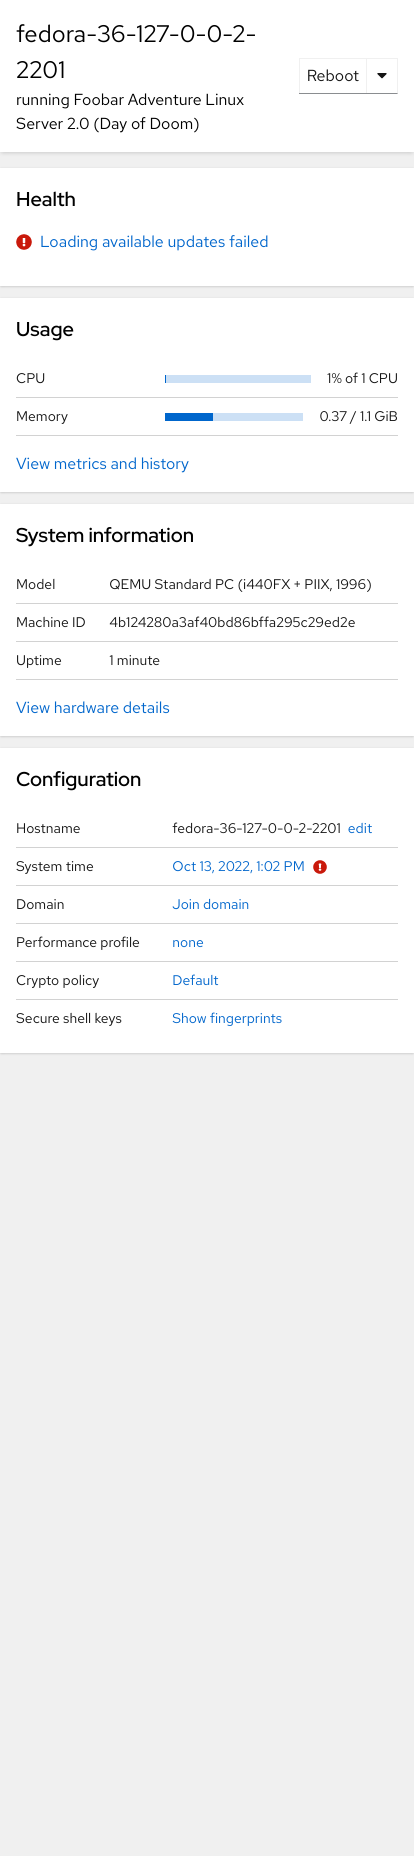 fedora-36-127-0-0-2-
2201
running Foobar Adventure Linux
Server 2.0 (Day of Doom)
Reboot
Health
Loading available updates failed
Usage
CPU 1% of 1 CPU
Memory 0.37 / 1.1 GiB
View metrics and history
System information
Model QEMU Standard PC (i440FX + PIIX, 1996)
Machine ID 4b124280a3af40bd86bffa295c29ed2e
Uptime 1 minute
View hardware details
Configuration
Hostname fedora-36-127-0-0-2-2201 edit
System time Oct 13, 2022, 1:02 PM
Domain Join domain
Performance profile none
Crypto policy Default
Secure shell keys Show fingerprints